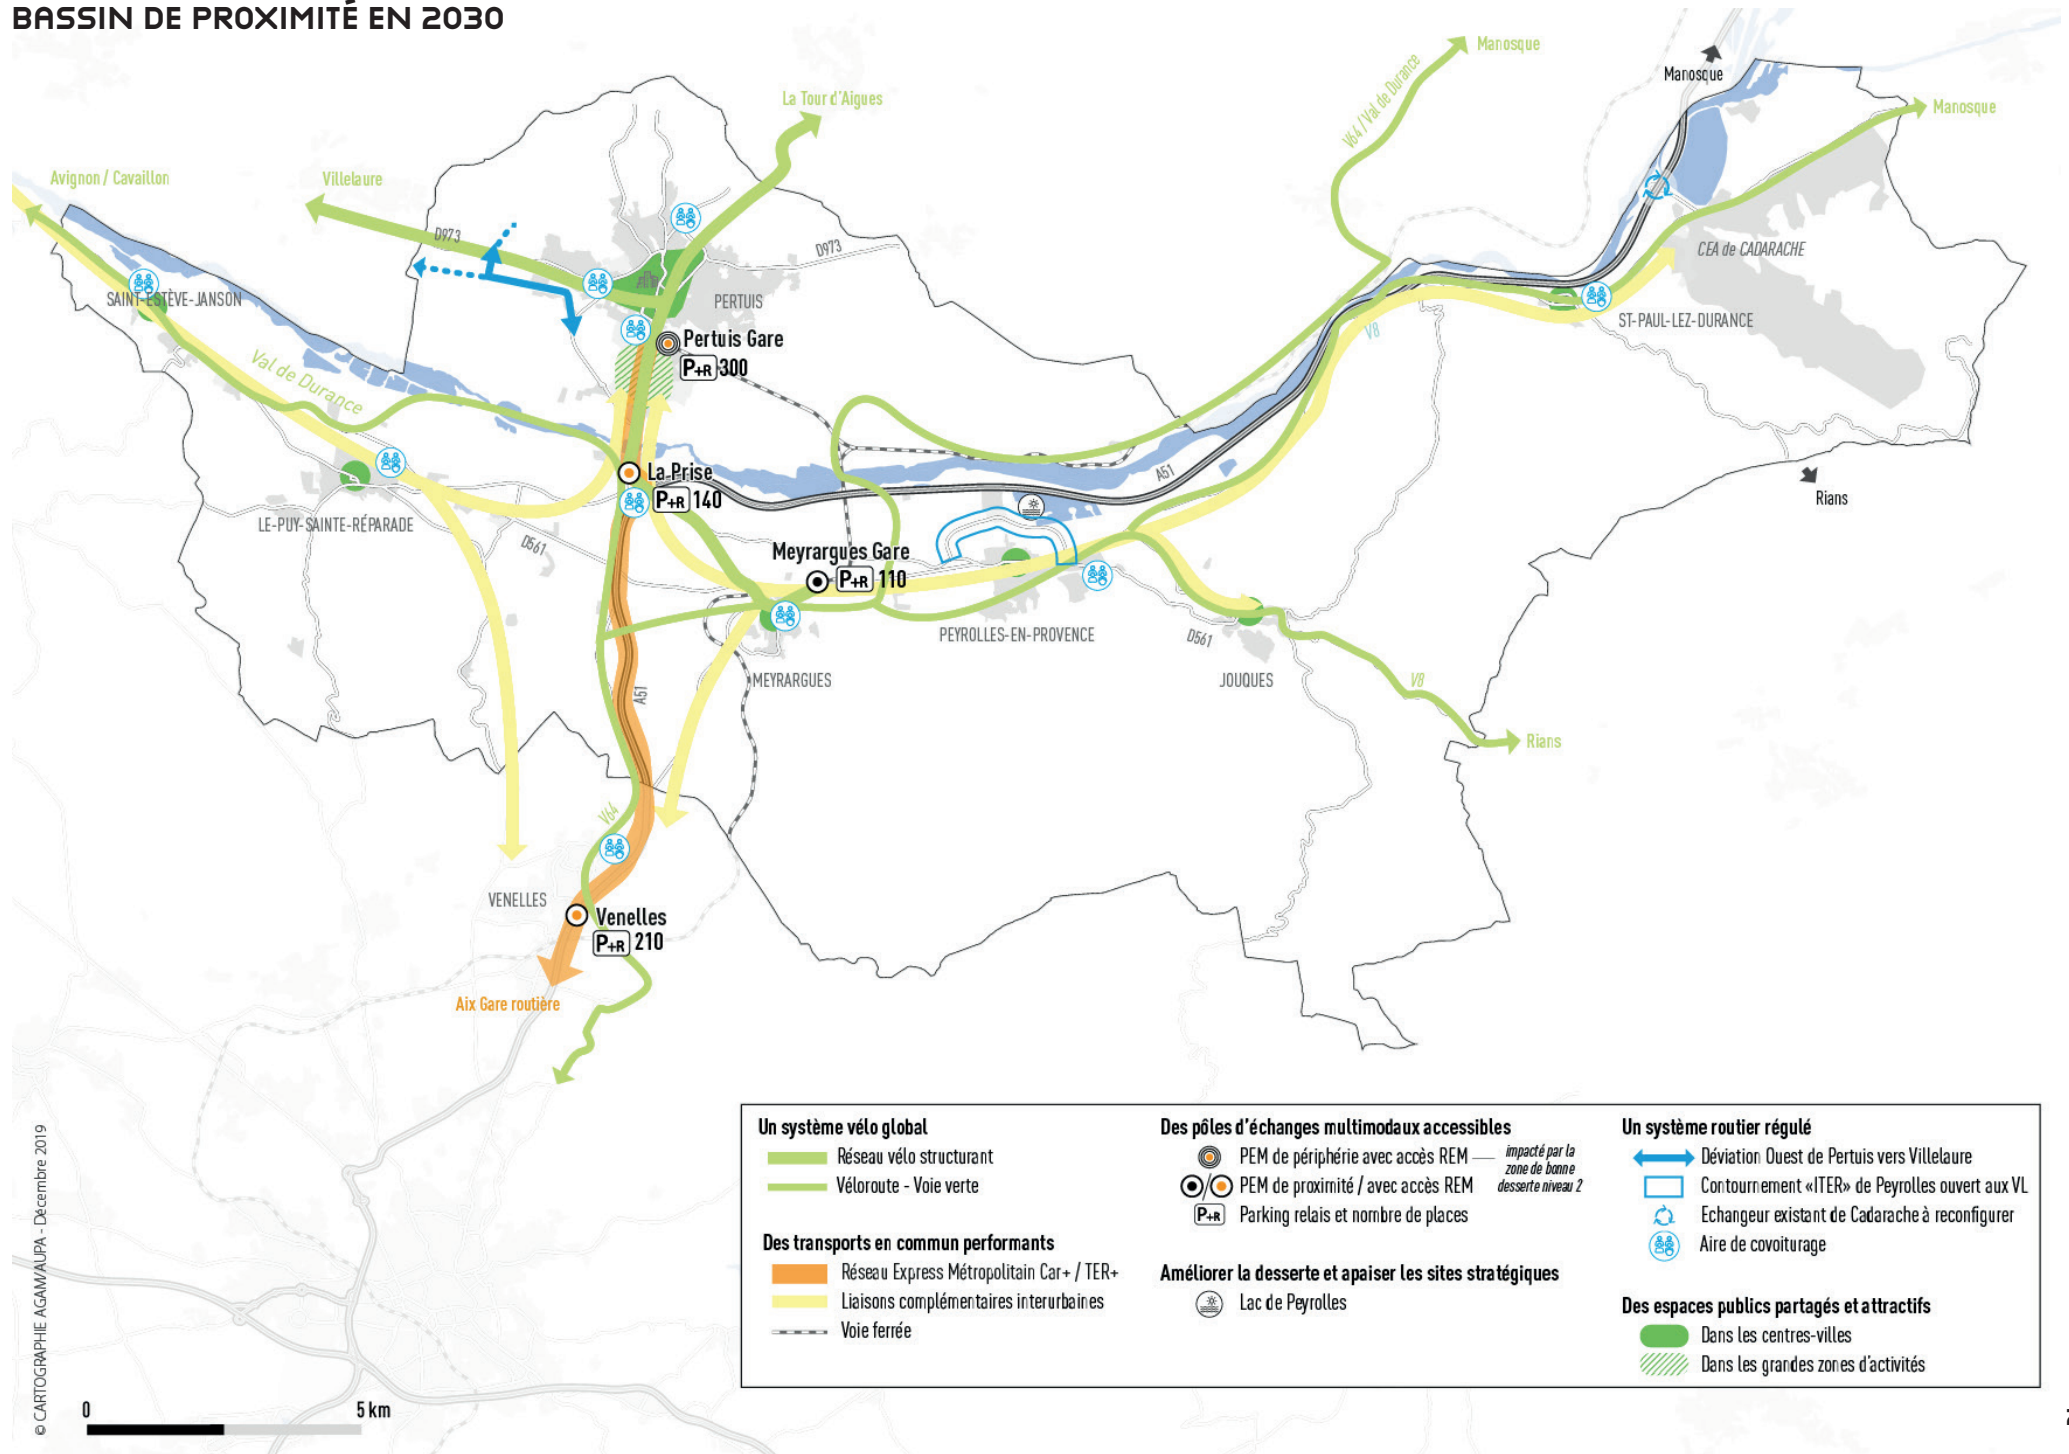 BASSIN DE PROXIMITÉ EN 2030
Manosque
V64 / Val de Durance
Manosque
La Tour d'Aigues
Manosque
Avignon / Cavaillon
Villelaure
D973
D973
CEA de CADARACHE
SAINT-ESTÈVE-JANSON
PERTUIS
ST-PAUL-LEZ-DURANCE
V8
Pertuis Gare
P+R 300
Val de Durance
La Prise
P+R 140
A51
Rians
LE-PUY-SAINTE-RÉPARADE
D561
Meyrargues Gare
P+R 110
PEYROLLES-EN-PROVENCE
D561
MEYRARGUES
JOUQUES
V8
A51
Rians
V64
VENELLES
Venelles
P+R 210
Aix Gare routière
Un système vélo global
Réseau vélo structurant
Véloroute - Voie verte
Des transports en commun performants
Réseau Express Métropolitain Car+ / TER+
Liaisons complémentaires interurbaines
Voie ferrée
Des pôles d'échanges multimodaux accessibles
PEM de périphérie avec accès REM
impacté par la
zone de bonne
desserte niveau 2
PEM de proximité / avec accès REM
P+R Parking relais et nombre de places
Améliorer la desserte et apaiser les sites stratégiques
Lac de Peyrolles
Un système routier régulé
Déviation Ouest de Pertuis vers Villelaure
Contournement «ITER» de Peyrolles ouvert aux VL
Echangeur existant de Cadarache à reconfigurer
Aire de covoiturage
Des espaces publics partagés et attractifs
Dans les centres-villes
Dans les grandes zones d'activités
© CARTOGRAPHIE AGAM/AUPA - Décembre 2019
0 5 km